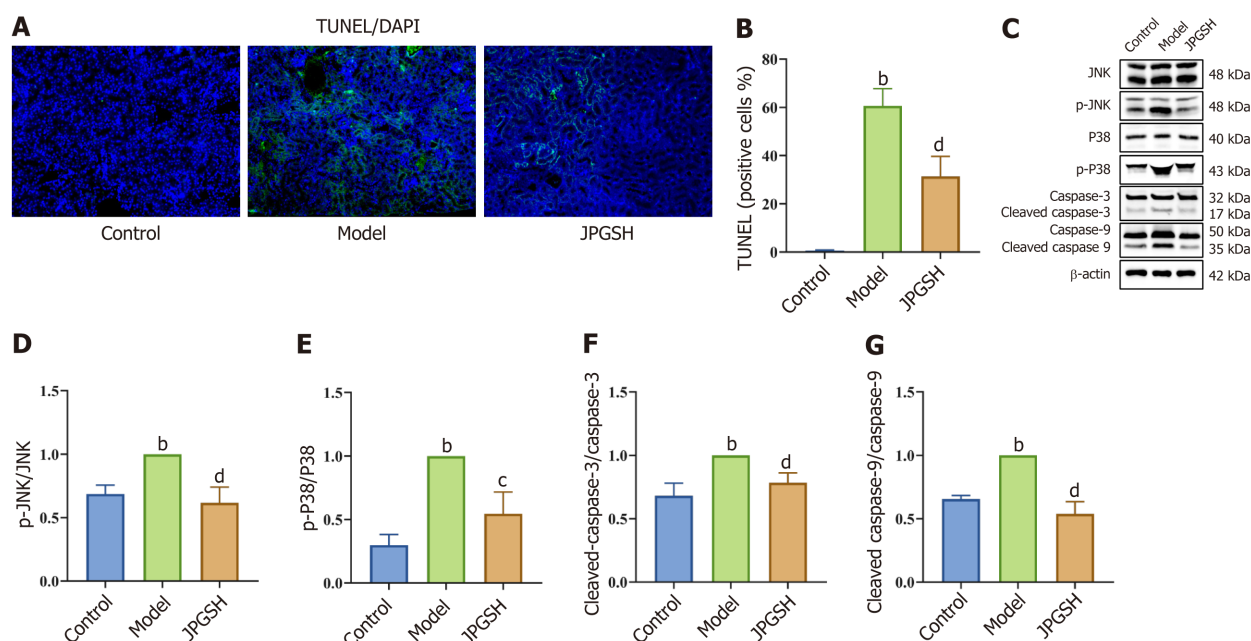 A
TUNEL/DAPI
Control
Model
JPGSH
B
TUNEL (positive cells %)
80
60
40
20
0
b
d
Control
Model
JPGSH
C
Control
Model
JPGSH
JNK
48 kDa
p-JNK
48 kDa
P38
40 kDa
p-P38
43 kDa
Caspase-3
32 kDa
Cleaved caspase-3
17 kDa
Caspase-9
50 kDa
Cleaved caspase 9
35 kDa
β-actin
42 kDa
D
p-JNK/JNK
1.5
1.0
0.5
0.0
b
d
Control
Model
JPGSH
E
p-P38/P38
1.5
1.0
0.5
0.0
b
c
Control
Model
JPGSH
F
Cleaved-caspase-3/caspase-3
1.5
1.0
0.5
0.0
b
d
Control
Model
JPGSH
G
Cleaved caspase-9/caspase-9
1.5
1.0
0.5
0.0
b
d
Control
Model
JPGSH